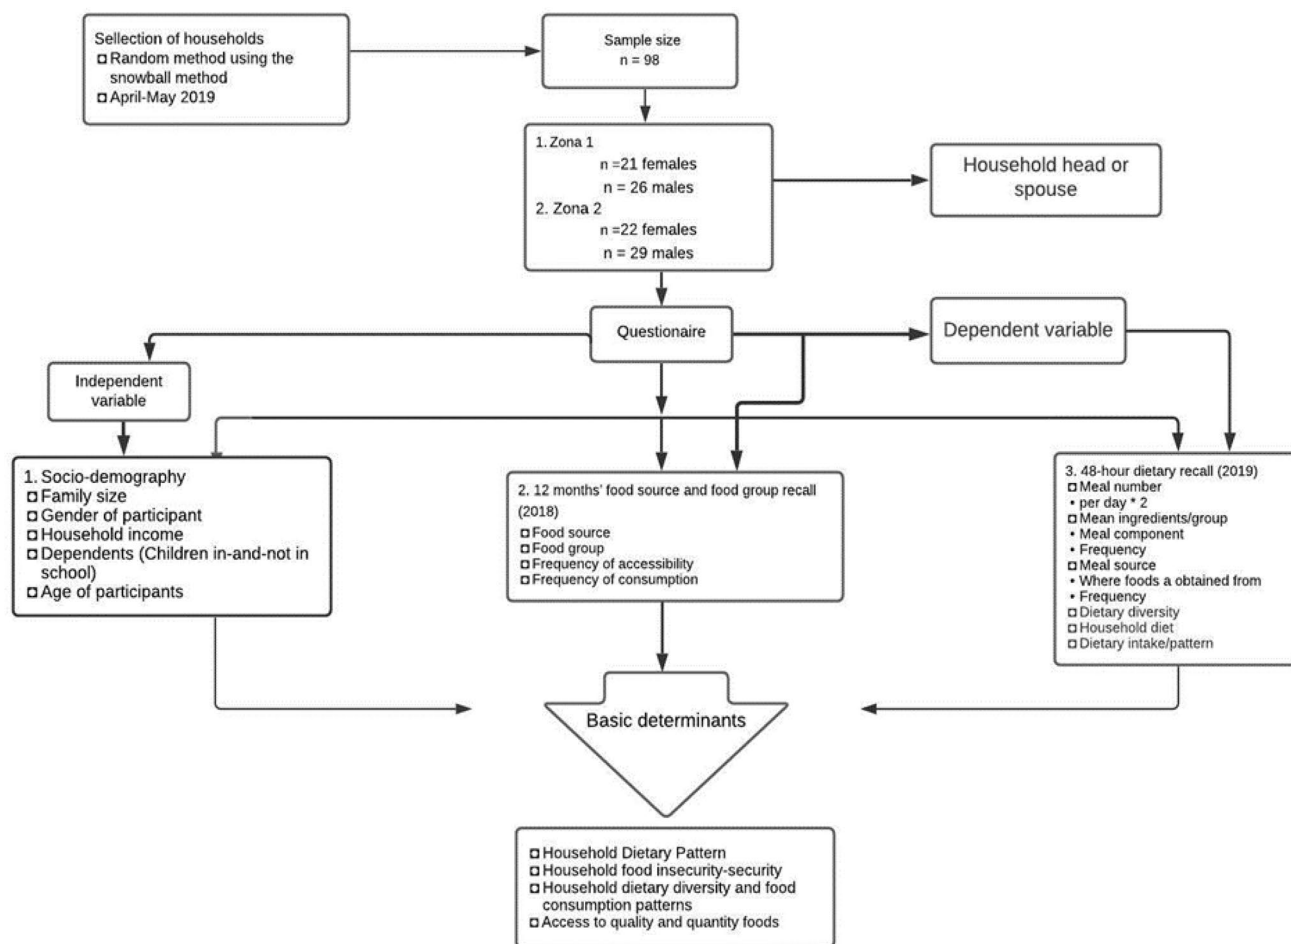 Sellection of households
◘ Random method using the
snowball method
◘ April-May 2019
Sample size
n = 98
1. Zona 1
n =21 females
n = 26 males
2. Zona 2
n =22 females
n = 29 males
Household head or
spouse
Questionaire
Dependent variable
Independent
variable
1. Socio-demography
◘ Family size
◘ Gender of participant
◘ Household income
◘ Dependents (Children in-and-not in
school)
◘ Age of participants
2. 12 months' food source and food group recall
(2018)
◘ Food source
◘ Food group
◘ Frequency of accessibility
◘ Frequency of consumption
3. 48-hour dietary recall (2019)
◘ Meal number
• per day * 2
◘ Mean ingredients/group
• Meal component
• Frequency
◘ Meal source
• Where foods a obtained from
• Frequency
◘ Dietary diversity
◘ Household diet
◘ Dietary intake/pattern
Basic determinants
◘ Household Dietary Pattern
◘ Household food insecurity-security
◘ Household dietary diversity and food
consumption patterns
◘ Access to quality and quantity foods